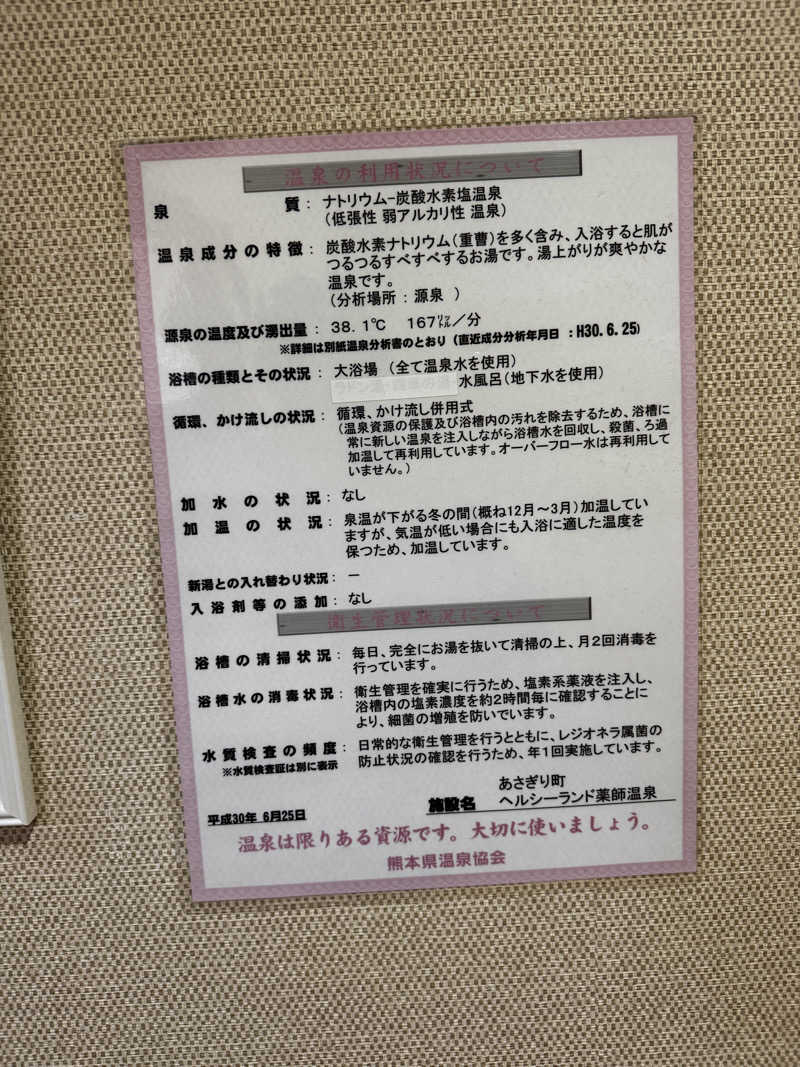 温泉の利用状況について
泉質： ナトリウム−炭酸水素塩温泉
（低張性 弱アルカリ性 温泉）
温泉成分の特徴： 炭酸水素ナトリウム（重曹）を多く含み、入浴すると肌が
つるつるすべすべするお湯です。湯上がりが爽やかな
温泉です。
（分析場所：源泉 ）
源泉の温度及び湧出量： ３８．１℃ １６７㍑／分
※詳細は別紙温泉分析書のとおり（直近成分分析年月日 ：H30. 6. 25）
浴槽の種類とその状況： 大浴場 （全て温泉水を使用）
水風呂（地下水を使用）
循環、かけ流しの状況： 循環、かけ流し併用式
（温泉資源の保護及び浴槽内の汚れを除去するため、浴槽に
常に新しい温泉を注入しながら浴槽水を回収し、殺菌、ろ過
加温して再利用しています。オーバーフロー水は再利用して
いません。）
加水の状況： なし
加温の状況： 泉温が下がる冬の間（概ね12月～3月）加温してい
ますが、気温が低い場合にも入浴に適した温度を
保つため、加温しています。
新湯との入れ替わり状況： ー
入浴剤等の添加： なし
衛生管理状況について
浴槽の清掃状況： 毎日、完全にお湯を抜いて清掃の上、月２回消毒を
行っています。
浴槽水の消毒状況： 衛生管理を確実に行うため、塩素系薬液を注入し、
浴槽内の塩素濃度を約２時間毎に確認することに
より、細菌の増殖を防いでいます。
水質検査の頻度： 日常的な衛生管理を行うとともに、レジオネラ属菌の
※水質検査証は別に表示 防止状況の確認を行うため、年１回実施しています。
あさぎり町
平成30年 6月25日 施設名 ヘルシーランド薬師温泉
温泉は限りある資源です。大切に使いましょう。
熊本県温泉協会